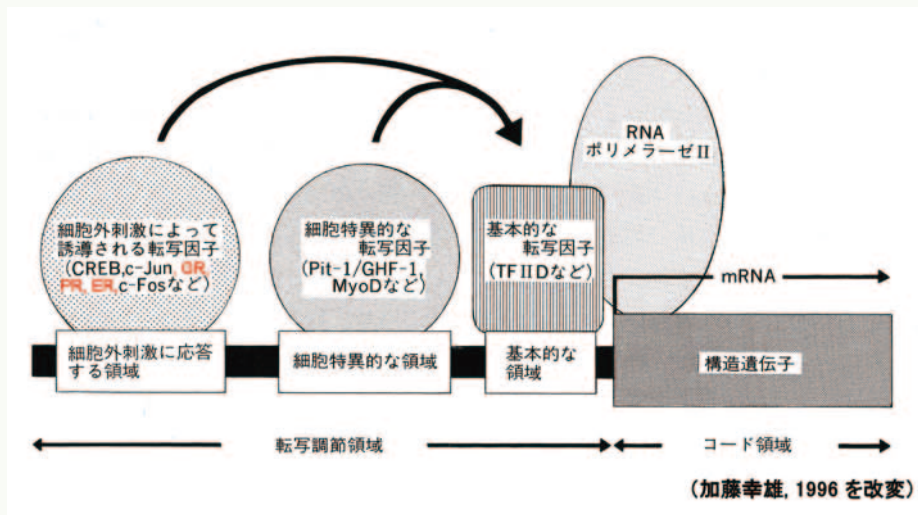 細胞外刺激によって
誘導される転写因子
(CREB,c-Jun, GR,
PR, ER,c-Fosなど)
細胞特異的な
転写因子
(Pit-1/GHF-1,
MyoDなど)
基本的な
転写因子
(TFⅡDなど)
RNA
ポリメラーゼⅡ
mRNA
細胞外刺激に応答
する領域
細胞特異的な領域
基本的な
領域
構造遺伝子
転写調節領域
コード領域
(加藤幸雄, 1996 を改変)